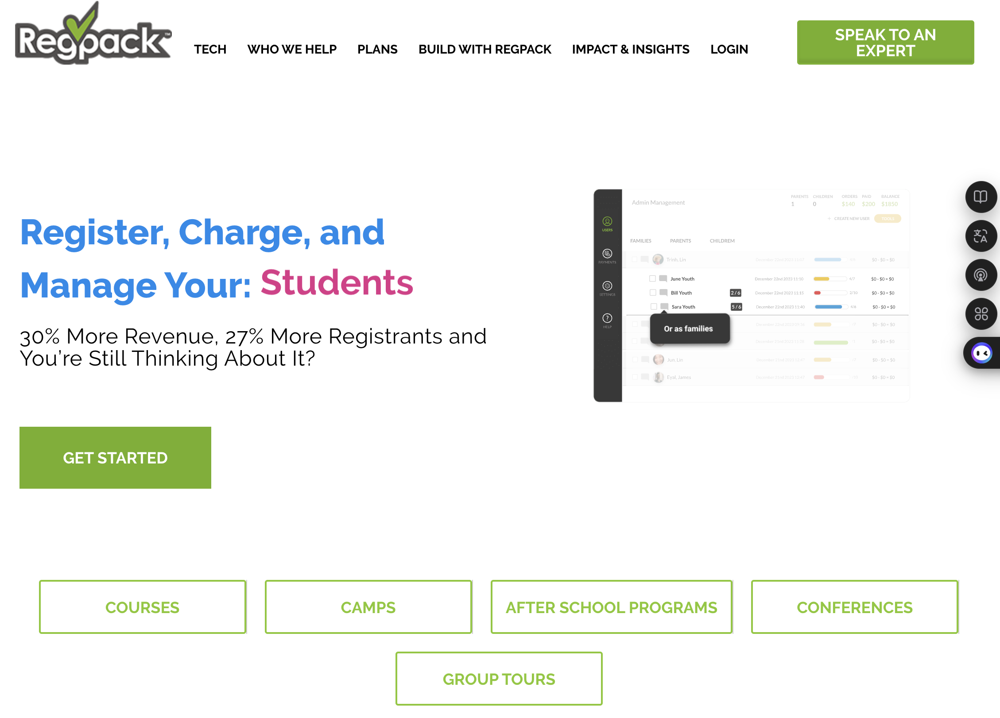 Regpack™
TECH WHO WE HELP PLANS BUILD WITH REGPACK IMPACT & INSIGHTS LOGIN
SPEAK TO AN
EXPERT
Register, Charge, and
Manage Your: Students
30% More Revenue, 27% More Registrants and
You're Still Thinking About It?
GET STARTED
Admin Management
PARENTS CHILDREN ORDERS PAID BALANCE
1 0 $140 $200 $1850
+ CREATE NEW USER TOOLS
USERS
PAYMENTS
SETTINGS
? HELP
FAMILIES PARENTS CHILDREM
Trinh, Lin December 22nd 2023 11:07 4/6 $0 - $0 = $0
June Youth December 22nd 2023 11:10 4/7 $0 - $0 = $0
Bill Youth 2 / 6 December 22nd 2023 11:15 2/10 $0 - $0 = $0
Sara Youth 5 / 6 December 22nd 2023 11:40 4/6 $0 - $0 = $0
Or as families
December 22nd 2023 09:36 /7 $0 - $0 = $0
December 21nd 2023 11:28 /1 $0 - $0 = $0
Jun, Lin December 21nd 2023 12:47 /7 $0 - $0 = $0
Eyal, James December 21nd 2023 12:47 /10 $0 - $0 = $0
COURSES
CAMPS
AFTER SCHOOL PROGRAMS
CONFERENCES
GROUP TOURS